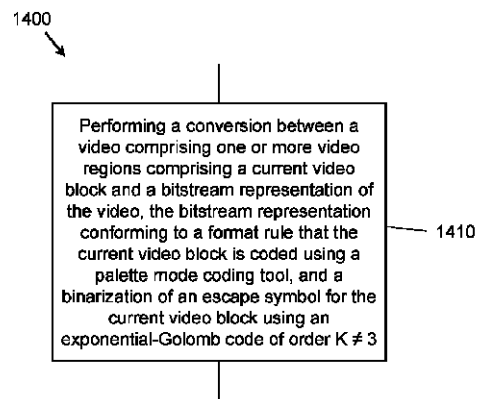 1400
Performing a conversion between a
video comprising one or more video
regions comprising a current video
block and a bitstream representation of
the video, the bitstream representation
conforming to a format rule that the
current video block is coded using a
palette mode coding tool, and a
binarization of an escape symbol for the
current video block using an
exponential-Golomb code of order K ≠ 3
1410